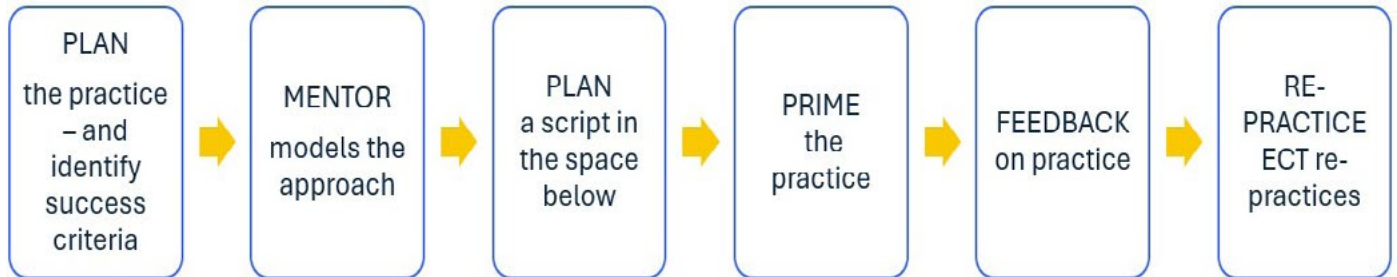 PLAN
the practice
– and
identify
success
criteria
MENTOR
models the
approach
PLAN
a script in
the space
below
PRIME
the
practice
FEEDBACK
on practice
RE-
PRACTICE
ECT re-
practices